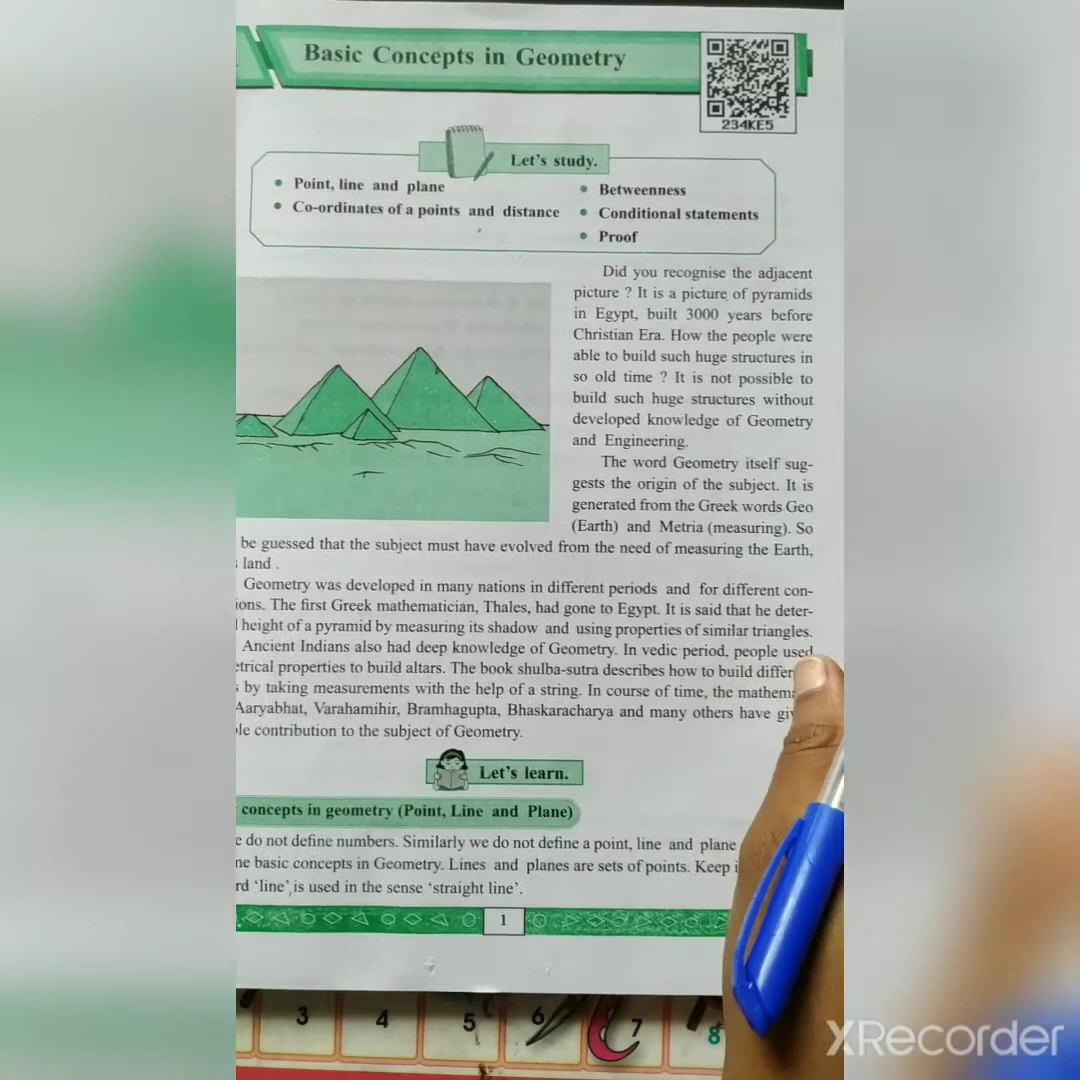 Basic Concepts in Geometry
234KE5
Let's study.
• Point, line and plane
• Co-ordinates of a points and distance
• Betweenness
• Conditional statements
• Proof
Did you recognise the adjacent
picture ? It is a picture of pyramids
in Egypt, built 3000 years before
Christian Era. How the people were
able to build such huge structures in
so old time ? It is not possible to
build such huge structures without
developed knowledge of Geometry
and Engineering.
The word Geometry itself sug-
gests the origin of the subject. It is
generated from the Greek words Geo
(Earth) and Metria (measuring). So
be guessed that the subject must have evolved from the need of measuring the Earth,
land .
Geometry was developed in many nations in different periods and for different con-
ions. The first Greek mathematician, Thales, had gone to Egypt. It is said that he deter-
height of a pyramid by measuring its shadow and using properties of similar triangles.
Ancient Indians also had deep knowledge of Geometry. In vedic period, people used
etrical properties to build altars. The book shulba-sutra describes how to build differ
by taking measurements with the help of a string. In course of time, the mathem
Aaryabhat, Varahamihir, Bramhagupta, Bhaskaracharya and many others have giv
le contribution to the subject of Geometry.
Let's learn.
concepts in geometry (Point, Line and Plane)
e do not define numbers. Similarly we do not define a point, line and plane
ne basic concepts in Geometry. Lines and planes are sets of points. Keep i
rd 'line' is used in the sense 'straight line'.
1
3 4 5 6 7 8
XRecorder